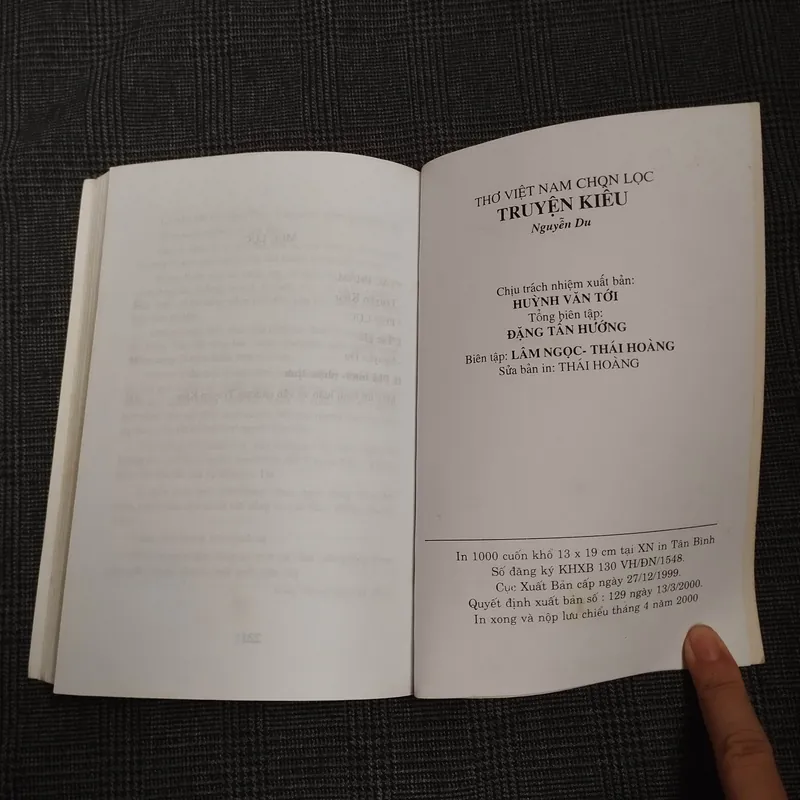 THƠ VIỆT NAM CHỌN LỌC
TRUYỆN KIỀU
Nguyễn Du
Chịu trách nhiệm xuất bản:
HUỲNH VĂN TỚI
Tổng biên tập:
ĐẶNG TẤN HƯỚNG
Biên tập: LÂM NGỌC- THÁI HOÀNG
Sửa bản in: THÁI HOÀNG
In 1000 cuốn khổ 13 x 19 cm tại XN in Tân Bình
Số đăng ký KHXB 130 VH/ĐN/1548.
Cục Xuất Bản cấp ngày 27/12/1999.
Quyết định xuất bản số : 129 ngày 13/3/2000.
In xong và nộp lưu chiểu tháng 4 năm 2000